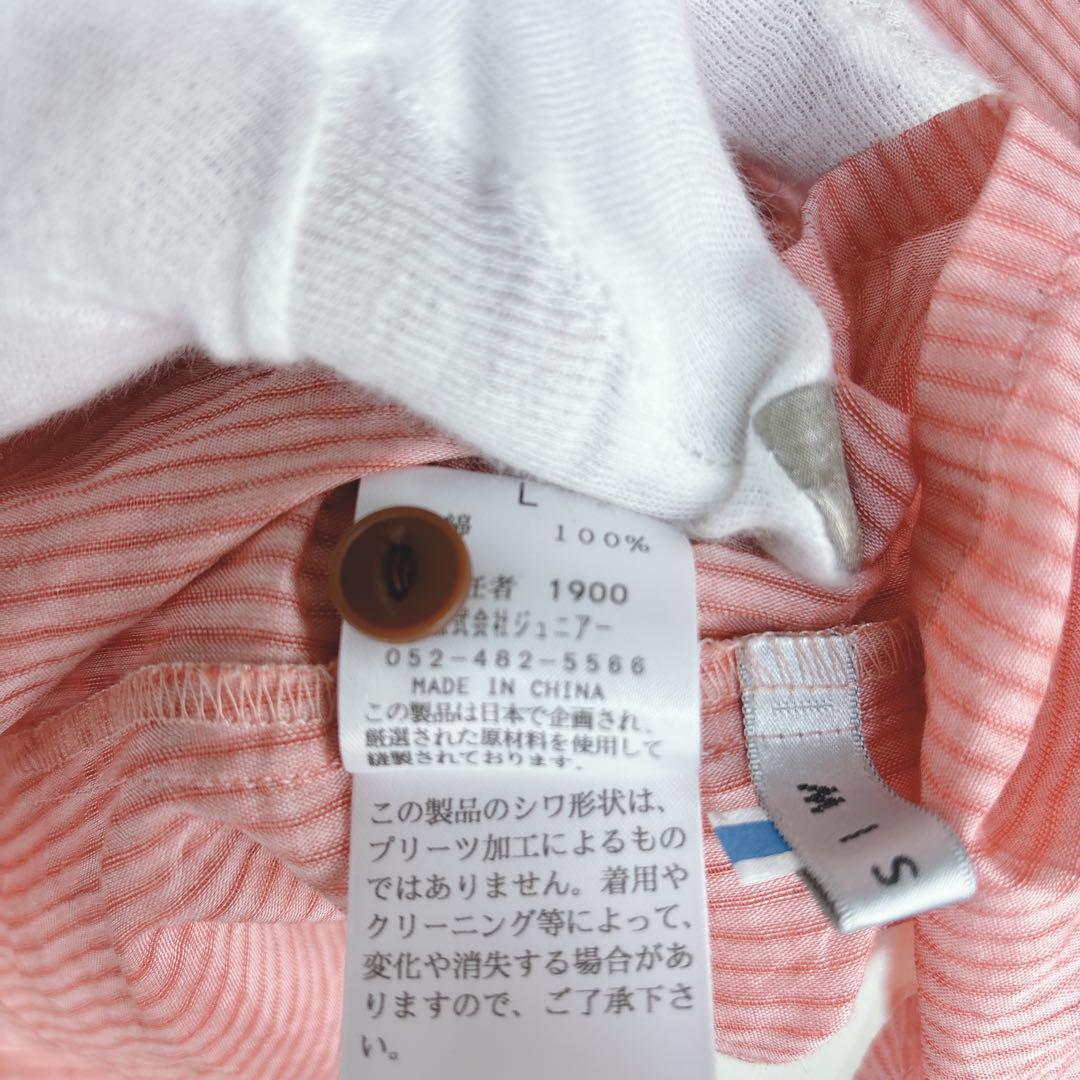 L
綿 100%
任者 1900
株式会社ジュニアー
052-482-5566
MADE IN CHINA
この製品は日本で企画され、
厳選された原材料を使用して
縫製されております。
この製品のシワ形状は、
プリーツ加工によるもの
ではありません。着用や
クリーニング等によって、
変化や消失する場合があ
りますので、ご了承下さ
い。
MIS